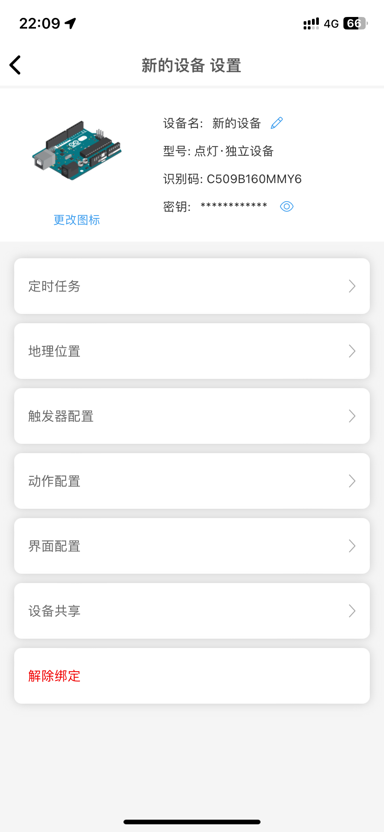 22:09 4G 66
新的设备 设置
设备名: 新的设备
型号: 点灯·独立设备
识别码: C509B160MMY6
密钥: ************
更改图标
定时任务
地理位置
触发器配置
动作配置
界面配置
设备共享
解除绑定